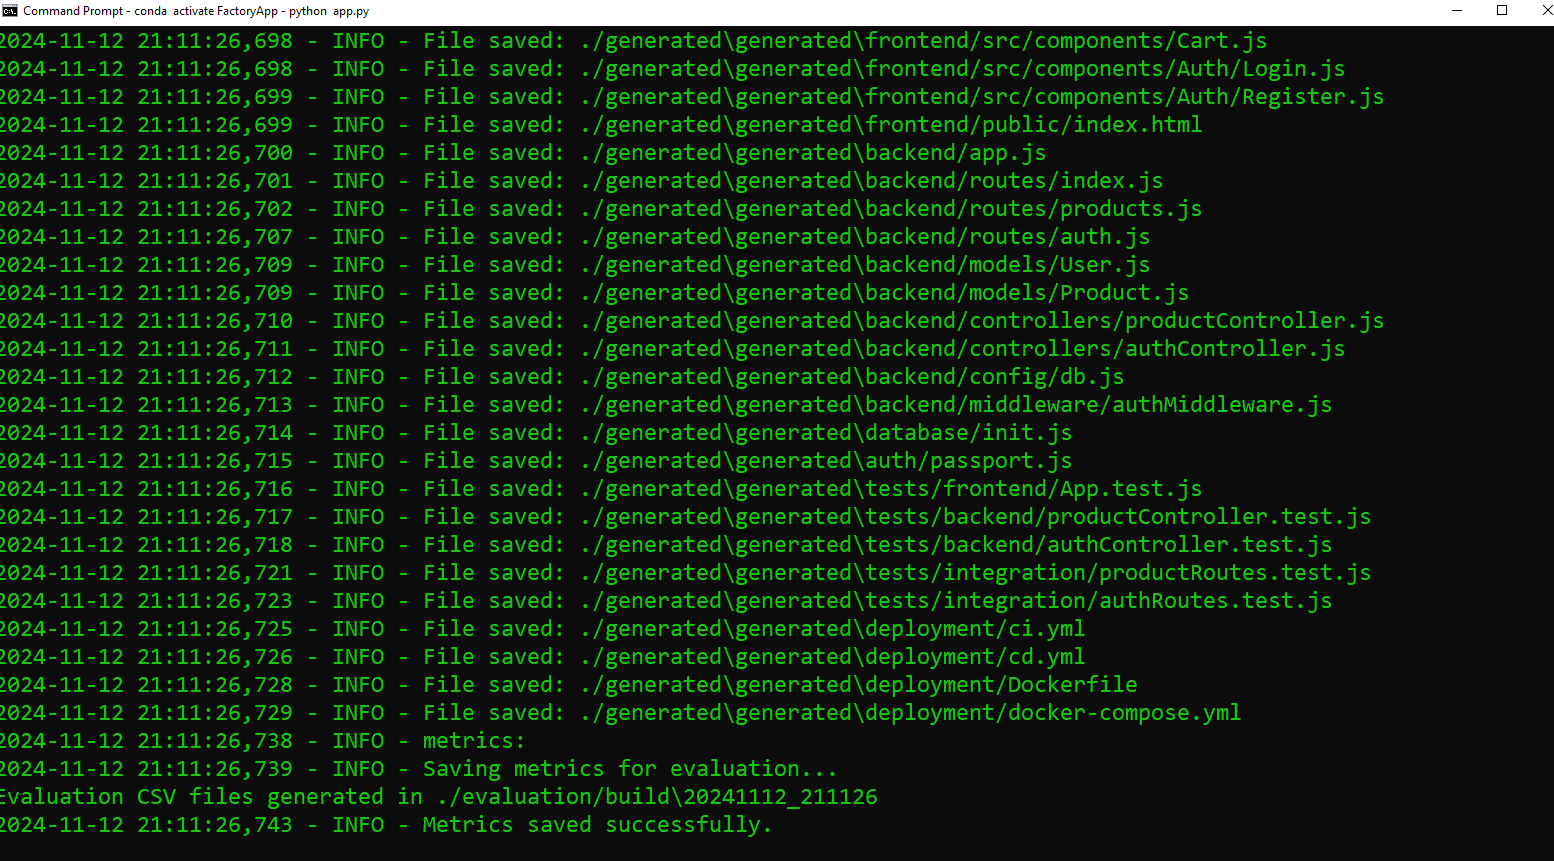 Command Prompt - conda  activate FactoryApp - python  app.py
2024-11-12 21:11:26,698 - INFO - File saved: ./generated\generated\frontend/src/components/Cart.js
2024-11-12 21:11:26,698 - INFO - File saved: ./generated\generated\frontend/src/components/Auth/Login.js
2024-11-12 21:11:26,699 - INFO - File saved: ./generated\generated\frontend/src/components/Auth/Register.js
2024-11-12 21:11:26,699 - INFO - File saved: ./generated\generated\frontend/public/index.html
2024-11-12 21:11:26,700 - INFO - File saved: ./generated\generated\backend/app.js
2024-11-12 21:11:26,701 - INFO - File saved: ./generated\generated\backend/routes/index.js
2024-11-12 21:11:26,702 - INFO - File saved: ./generated\generated\backend/routes/products.js
2024-11-12 21:11:26,707 - INFO - File saved: ./generated\generated\backend/routes/auth.js
2024-11-12 21:11:26,709 - INFO - File saved: ./generated\generated\backend/models/User.js
2024-11-12 21:11:26,709 - INFO - File saved: ./generated\generated\backend/models/Product.js
2024-11-12 21:11:26,710 - INFO - File saved: ./generated\generated\backend/controllers/productController.js
2024-11-12 21:11:26,711 - INFO - File saved: ./generated\generated\backend/controllers/authController.js
2024-11-12 21:11:26,712 - INFO - File saved: ./generated\generated\backend/config/db.js
2024-11-12 21:11:26,713 - INFO - File saved: ./generated\generated\backend/middleware/authMiddleware.js
2024-11-12 21:11:26,714 - INFO - File saved: ./generated\generated\database/init.js
2024-11-12 21:11:26,715 - INFO - File saved: ./generated\generated\auth/passport.js
2024-11-12 21:11:26,716 - INFO - File saved: ./generated\generated\tests/frontend/App.test.js
2024-11-12 21:11:26,717 - INFO - File saved: ./generated\generated\tests/backend/productController.test.js
2024-11-12 21:11:26,718 - INFO - File saved: ./generated\generated\tests/backend/authController.test.js
2024-11-12 21:11:26,721 - INFO - File saved: ./generated\generated\tests/integration/productRoutes.test.js
2024-11-12 21:11:26,723 - INFO - File saved: ./generated\generated\tests/integration/authRoutes.test.js
2024-11-12 21:11:26,725 - INFO - File saved: ./generated\generated\deployment/ci.yml
2024-11-12 21:11:26,726 - INFO - File saved: ./generated\generated\deployment/cd.yml
2024-11-12 21:11:26,728 - INFO - File saved: ./generated\generated\deployment/Dockerfile
2024-11-12 21:11:26,729 - INFO - File saved: ./generated\generated\deployment/docker-compose.yml
2024-11-12 21:11:26,738 - INFO - metrics:
2024-11-12 21:11:26,739 - INFO - Saving metrics for evaluation...
Evaluation CSV files generated in ./evaluation/build\20241112_211126
2024-11-12 21:11:26,743 - INFO - Metrics saved successfully.